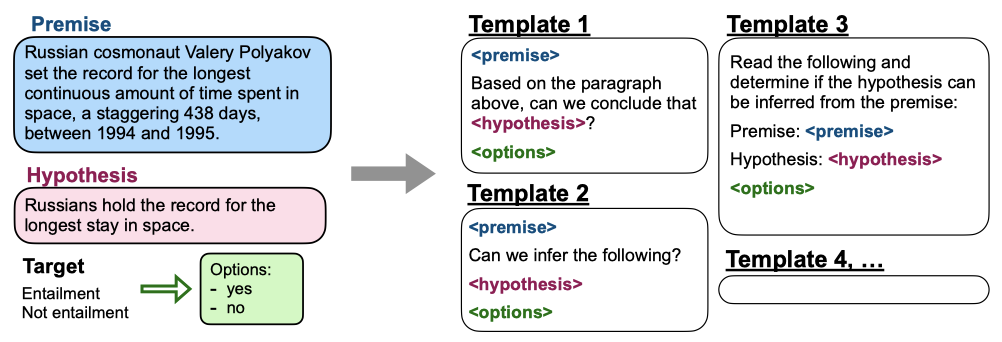 Premise
Russian cosmonaut Valery Polyakov
set the record for the longest
continuous amount of time spent in
space, a staggering 438 days,
between 1994 and 1995.
Hypothesis
Russians hold the record for the
longest stay in space.
Target
Entailment
Not entailment
Options:
- yes
- no
Template 1
<premise>
Based on the paragraph
above, can we conclude that
<hypothesis>?
<options>
Template 2
<premise>
Can we infer the following?
<hypothesis>
<options>
Template 3
Read the following and
determine if the hypothesis can
be inferred from the premise:
Premise: <premise>
Hypothesis: <hypothesis>
<options>
Template 4, …